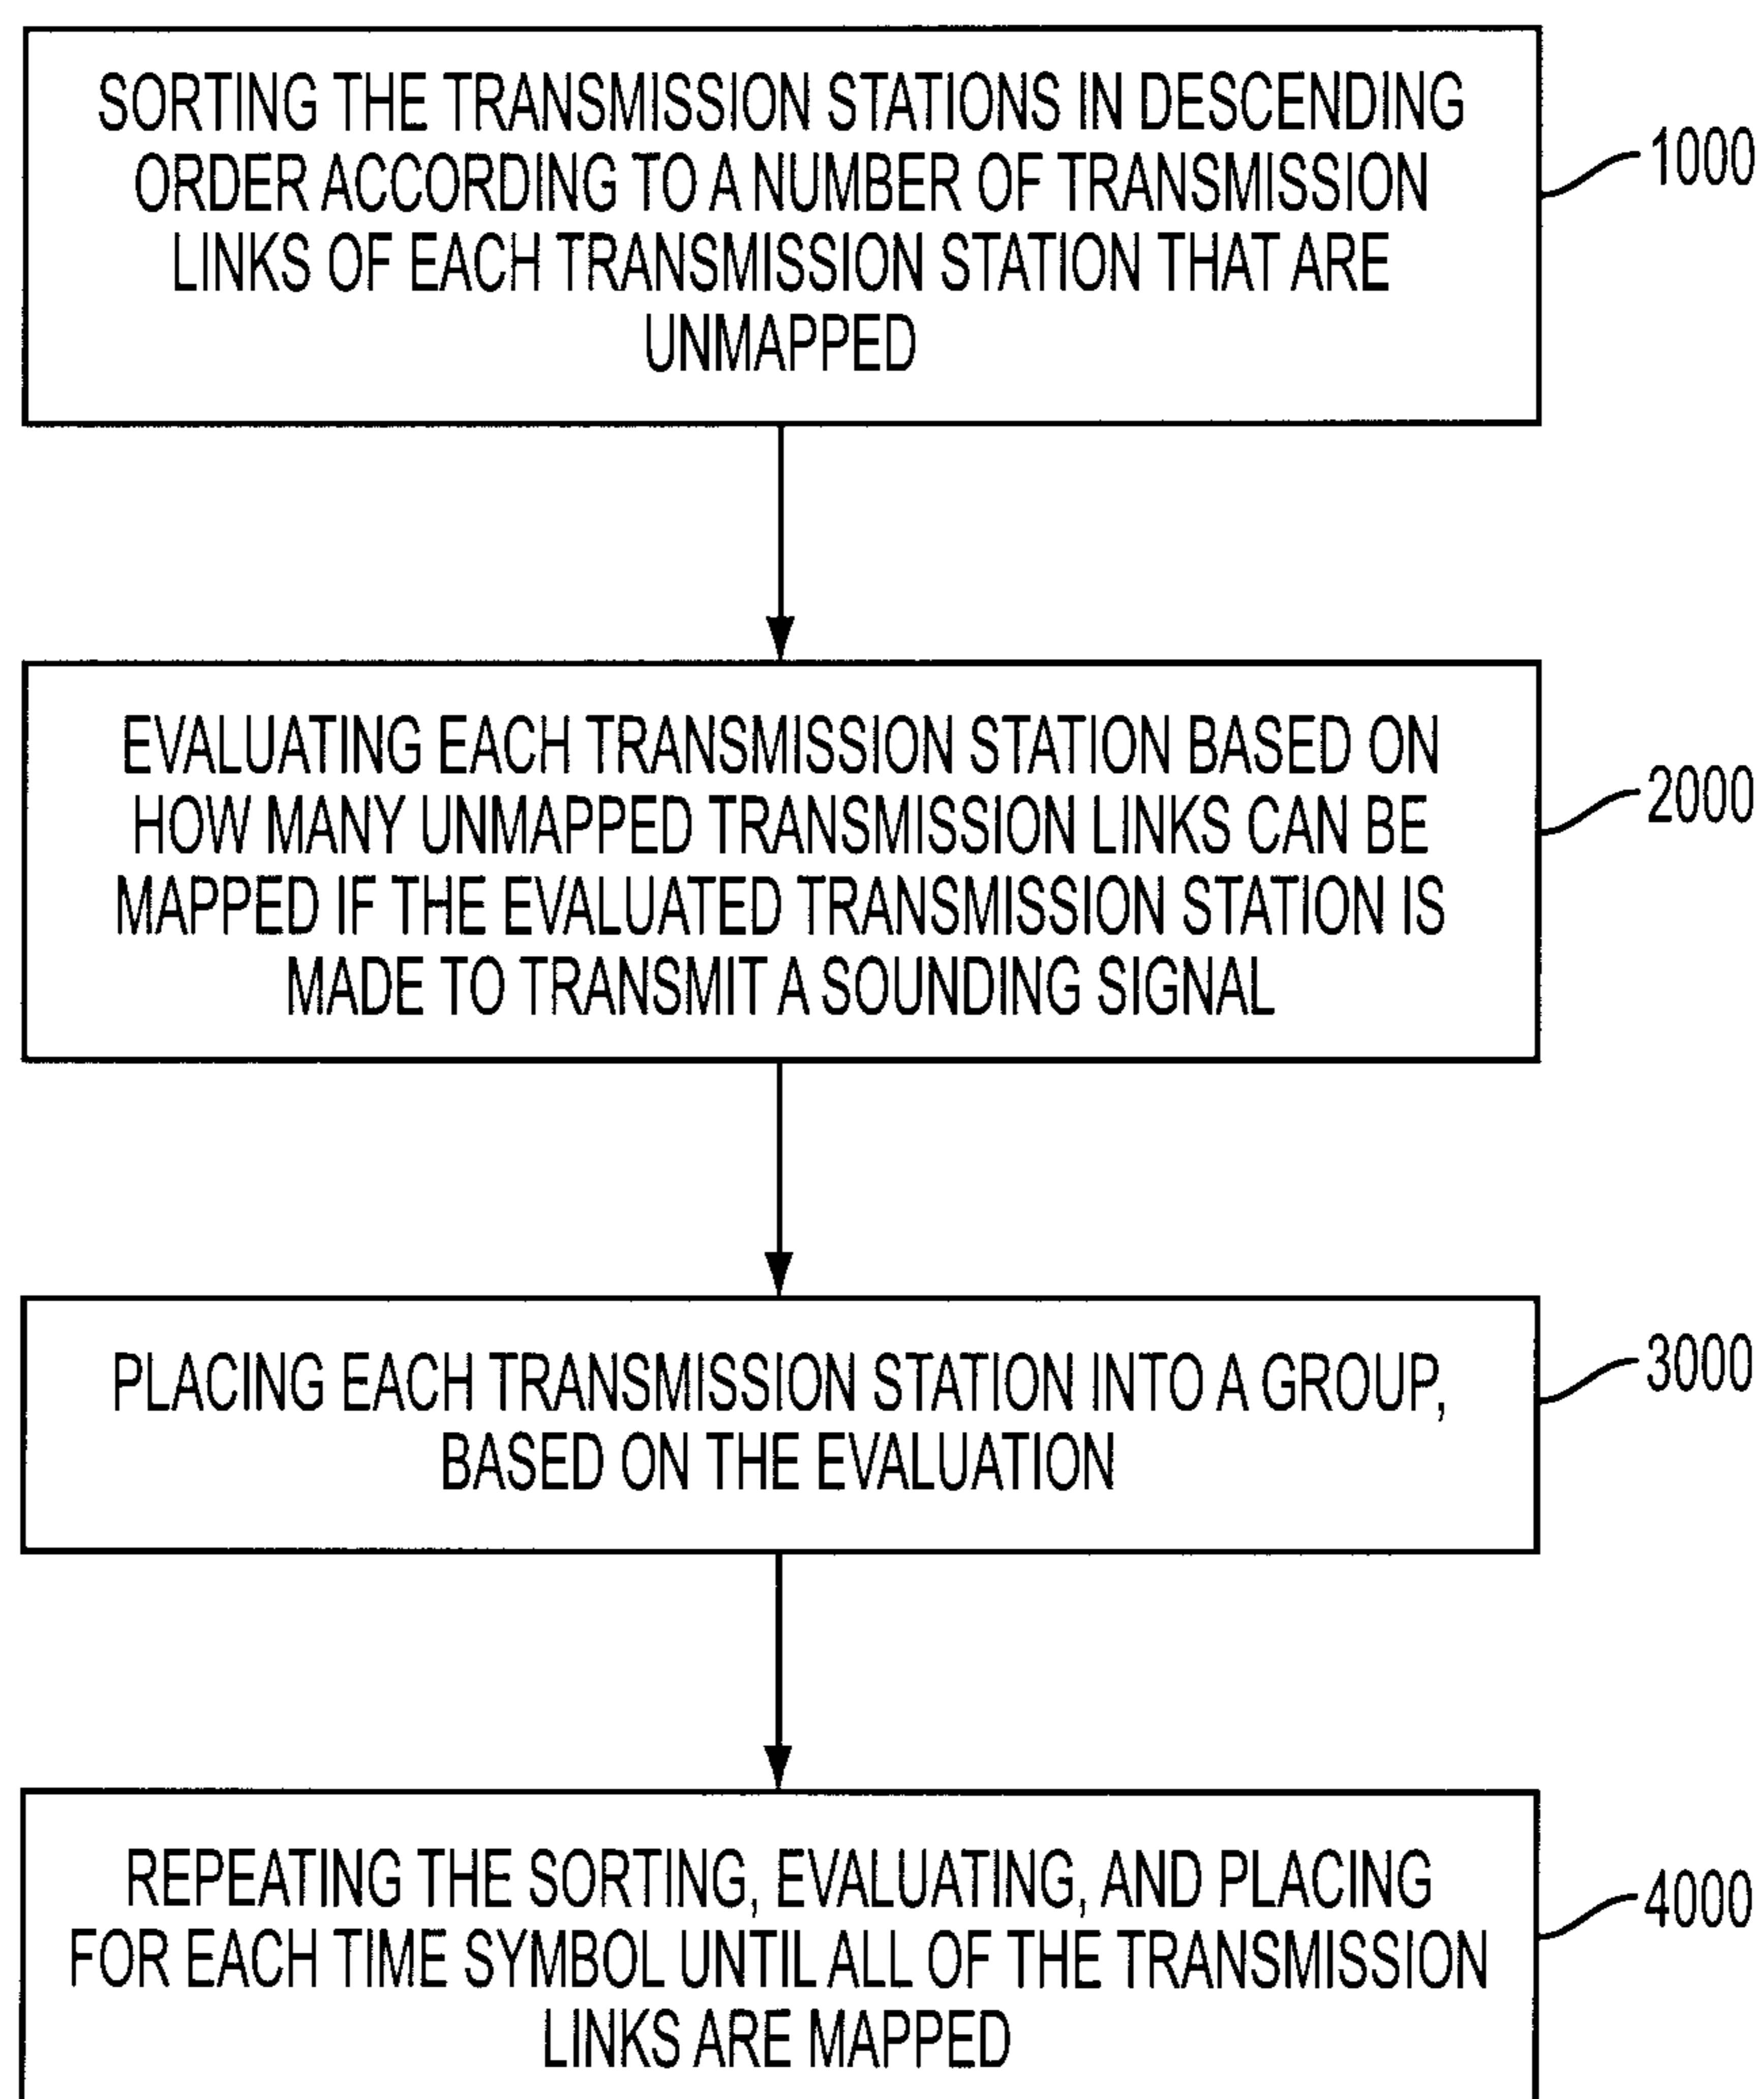 SORTING THE TRANSMISSION STATIONS IN DESCENDING
ORDER ACCORDING TO A NUMBER OF TRANSMISSION
LINKS OF EACH TRANSMISSION STATION THAT ARE
UNMAPPED
1000
EVALUATING EACH TRANSMISSION STATION BASED ON
HOW MANY UNMAPPED TRANSMISSION LINKS CAN BE
MAPPED IF THE EVALUATED TRANSMISSION STATION IS
MADE TO TRANSMIT A SOUNDING SIGNAL
2000
PLACING EACH TRANSMISSION STATION INTO A GROUP,
BASED ON THE EVALUATION
3000
REPEATING THE SORTING, EVALUATING, AND PLACING
FOR EACH TIME SYMBOL UNTIL ALL OF THE TRANSMISSION
LINKS ARE MAPPED
4000